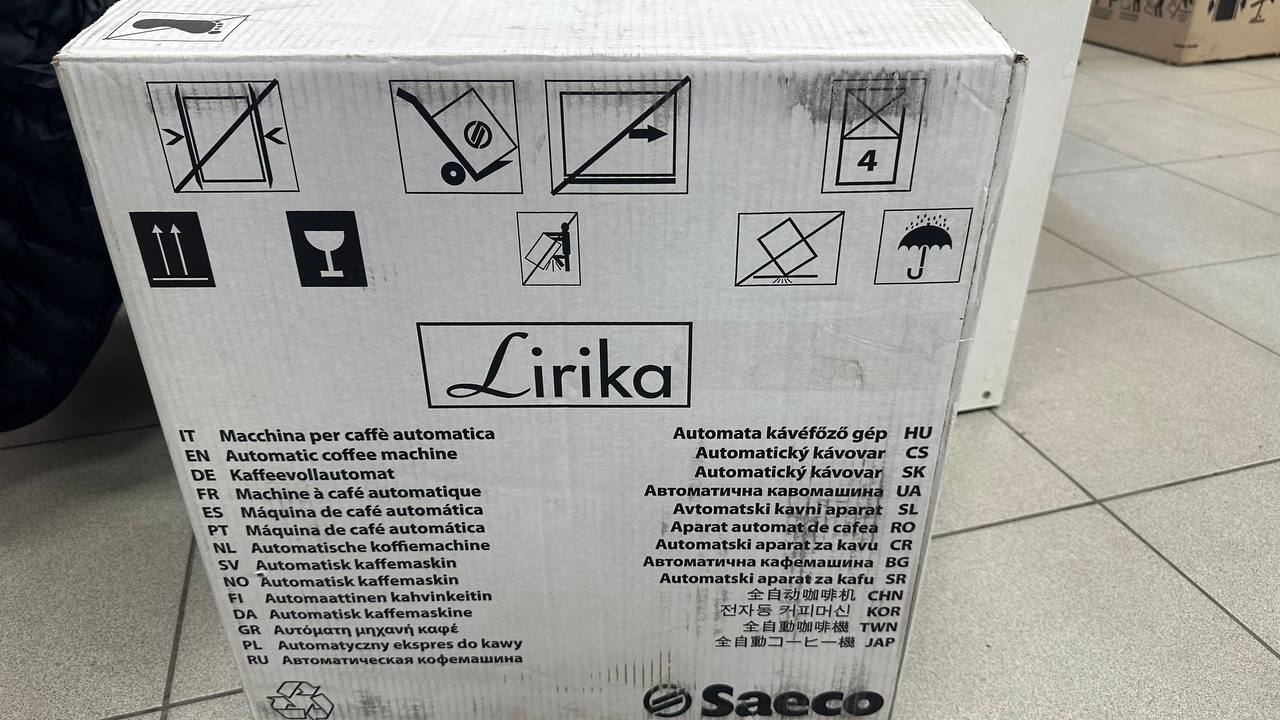 4
Lirika
IT Macchina per caffè automatica
EN Automatic coffee machine
DE Kaffeevollautomat
FR Machine à café automatique
ES Máquina de café automática
PT Máquina de café automática
NL Automatische koffiemachine
SV Automatisk kaffemaskin
NO Automatisk kaffemaskin
FI Automaattinen kahvinkeitin
DA Automatisk kaffemaskine
GR Αυτόματη μηχανή καφέ
PL Automatyczny ekspres do kawy
RU Автоматическая кофемашина
Automata kávéfőző gép HU
Automatický kávovar CS
Automatický kávovar SK
Автоматична кавомашина UA
Avtomatski kavni aparat SL
Aparat automat de cafea RO
Automatski aparat za kavu CR
Автоматична кафемашина BG
Automatski aparat za kafu SR
全自动咖啡机 CHN
전자동 커피머신 KOR
全自動咖啡機 TWN
全自動コーヒー機 JAP
Saeco